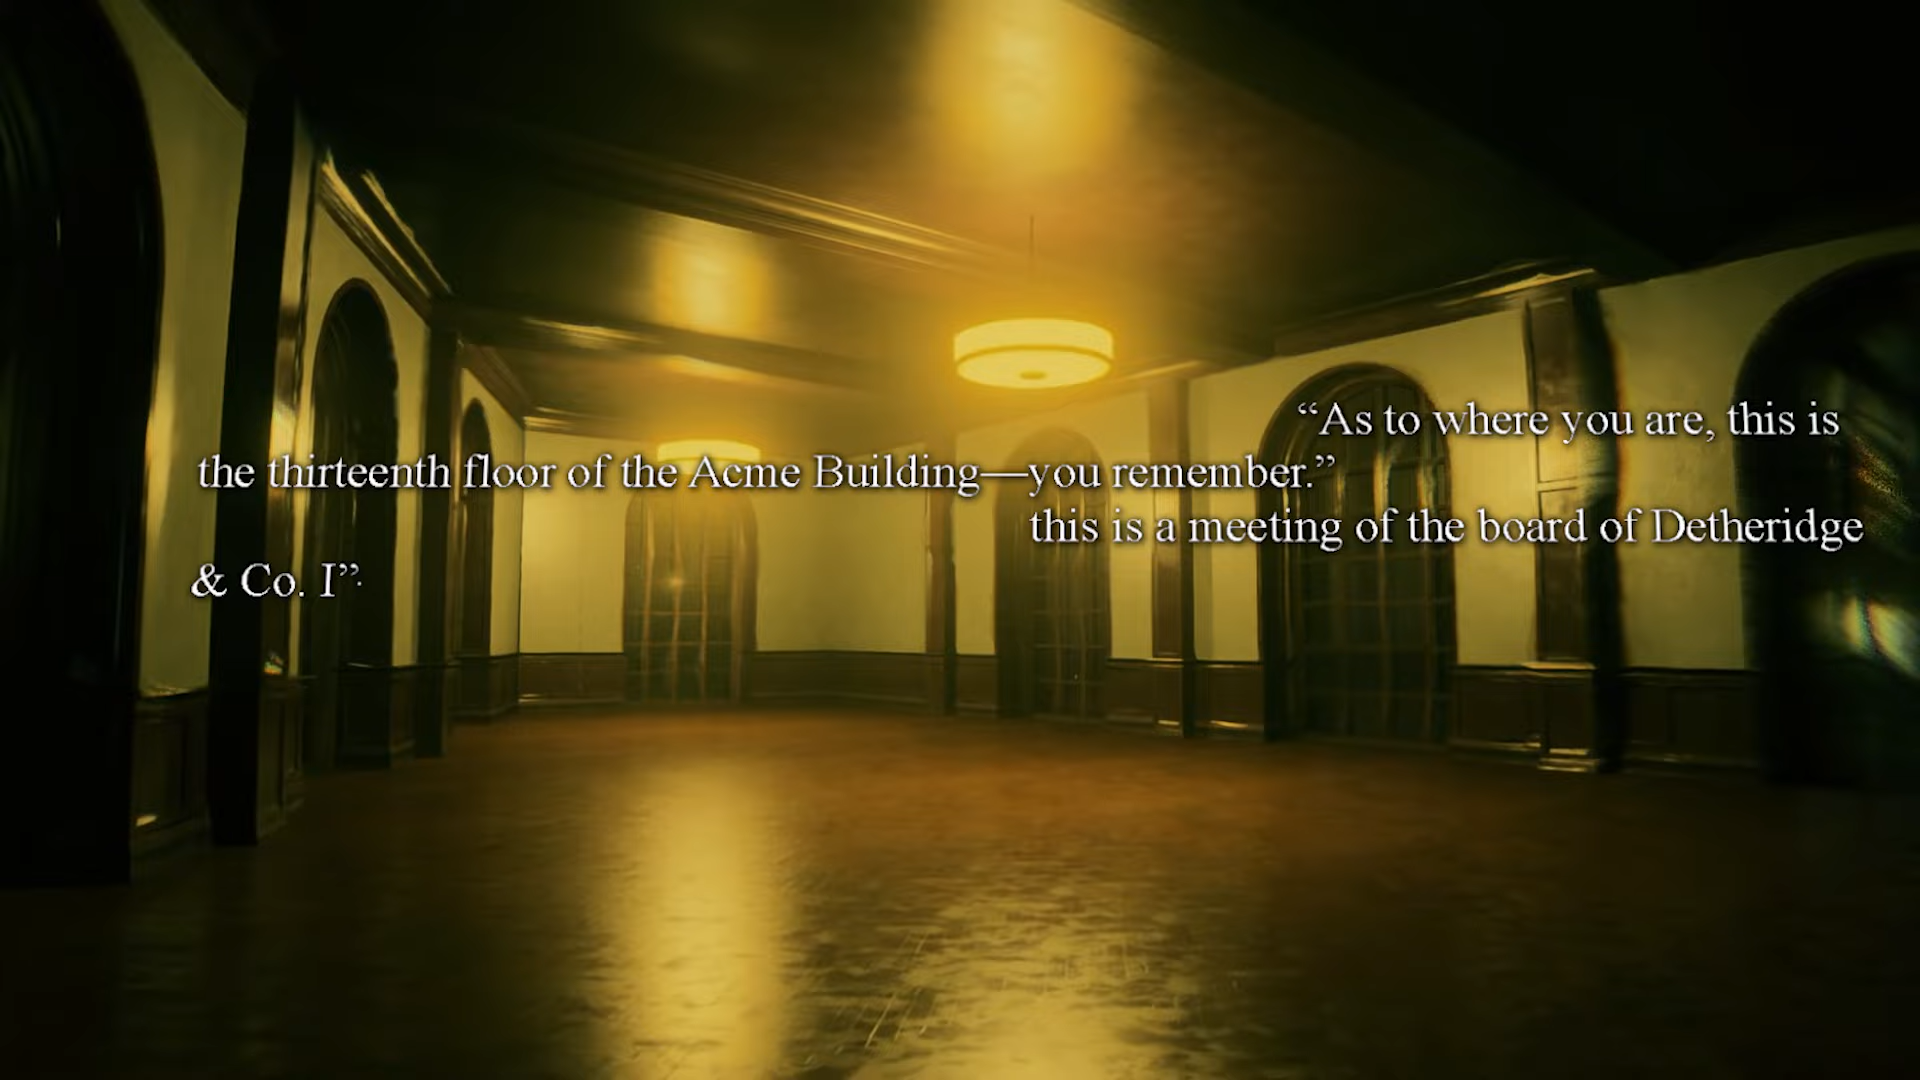 “As to where you are, this is
the thirteenth floor of the Acme Building—you remember.”
this is a meeting of the board of Detheridge
& Co. I”